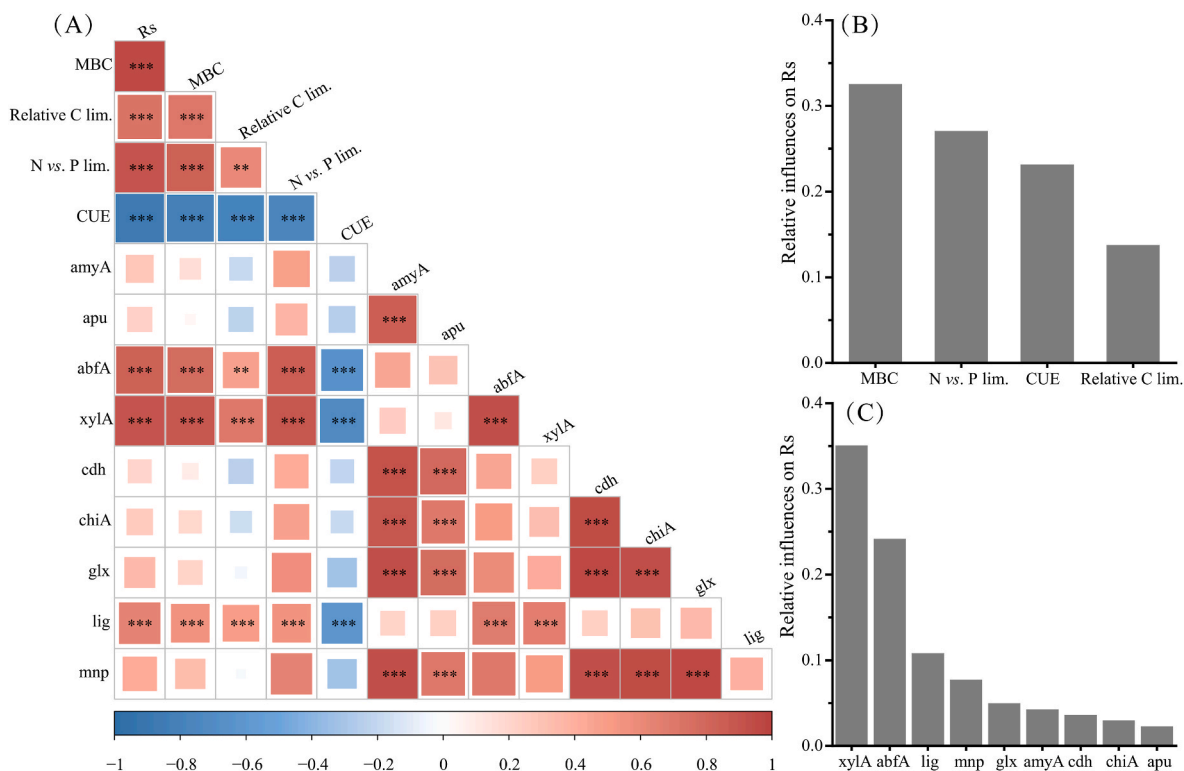 (A)
Rs
MBC ***
MBC
Relative C lim. *** ***
Relative C lim.
N vs. P lim. *** *** **
N vs. P lim.
CUE *** *** *** ***
CUE
amyA
amyA
apu ***
apu
abfA *** *** ** *** ***
abfA
xylA *** *** *** *** *** ***
xylA
cdh *** ***
cdh
chiA *** *** ***
chiA
glx *** *** *** ***
glx
lig *** *** *** *** *** *** ***
lig
mnp *** *** *** *** ***
−1 −0.8 −0.6 −0.4 −0.2 0 0.2 0.4 0.6 0.8 1
(B)
Relative influences on Rs
0.4
0.3
0.2
0.1
0.0
MBC N vs. P lim. CUE Relative C lim.
(C)
Relative influences on Rs
0.4
0.3
0.2
0.1
0.0
xylA abfA lig mnp glx amyA cdh chiA apu